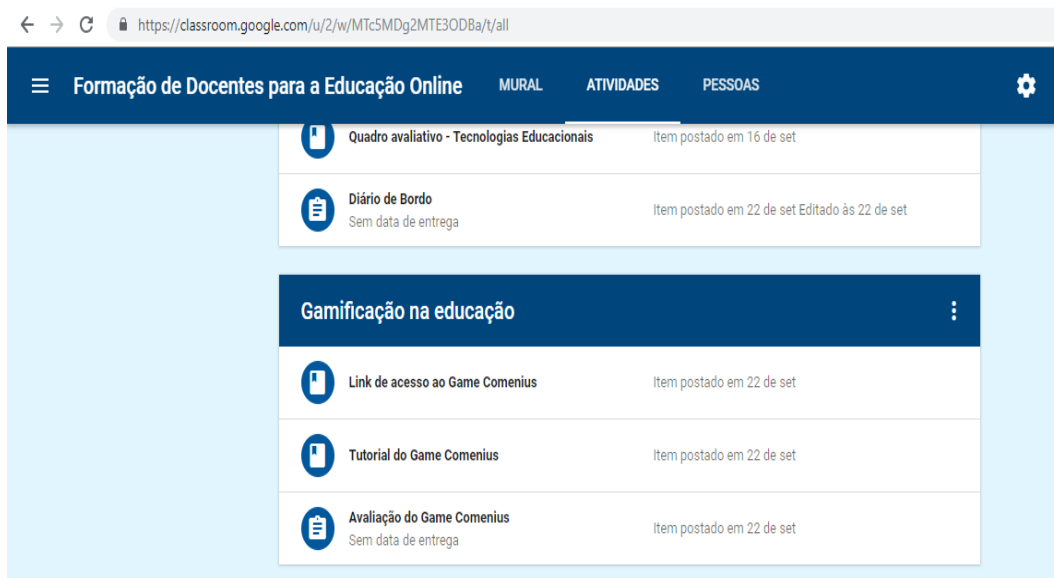 https://classroom.google.com/u/2/w/MTc5MDg2MTE3ODBa/t/all
Formação de Docentes para a Educação Online MURAL ATIVIDADES PESSOAS
Quadro avaliativo - Tecnologias Educacionais Item postado em 16 de set
Diário de Bordo
Sem data de entrega
Item postado em 22 de set Editado às 22 de set
Gamificação na educação
Link de acesso ao Game Comenius Item postado em 22 de set
Tutorial do Game Comenius Item postado em 22 de set
Avaliação do Game Comenius
Sem data de entrega
Item postado em 22 de set